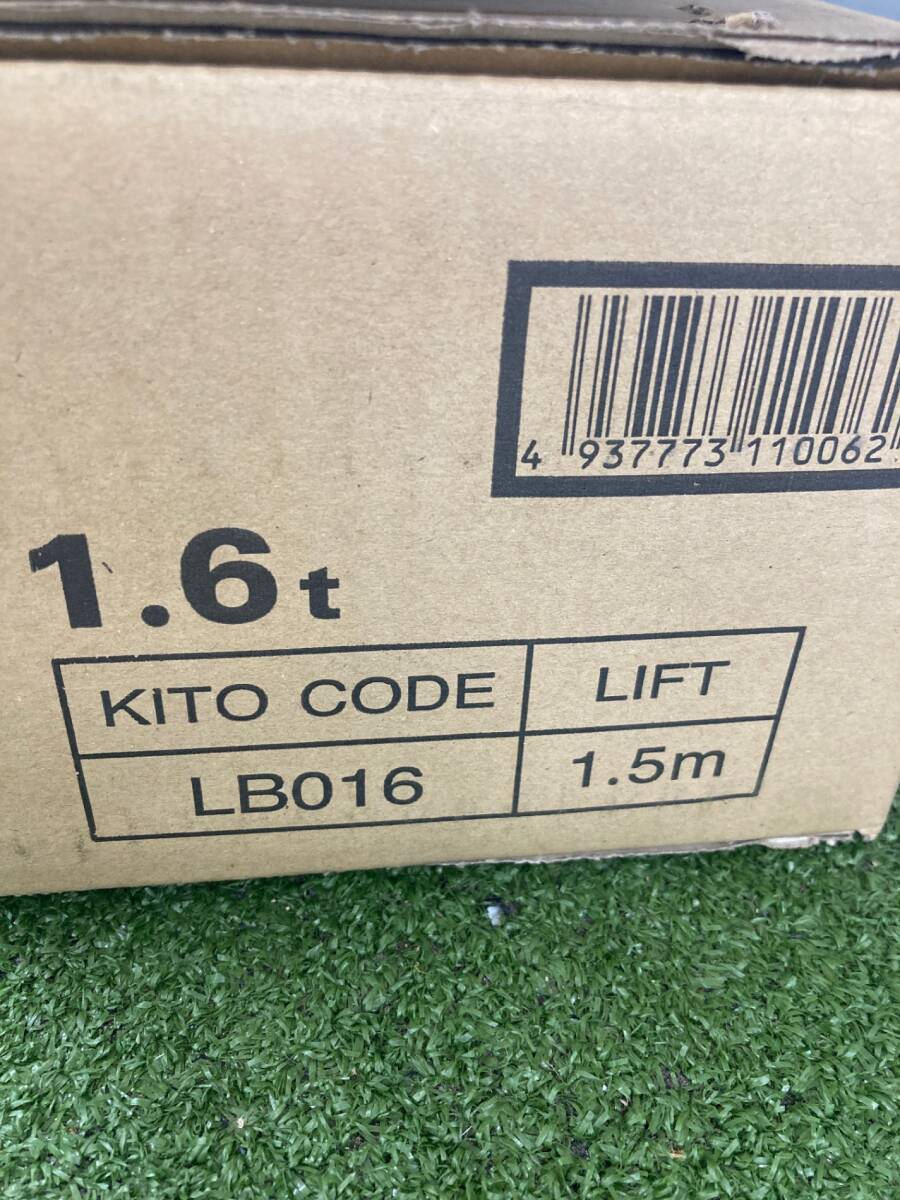 4 937773 110062
1.6t
KITO CODE LIFT
LB016 1.5m